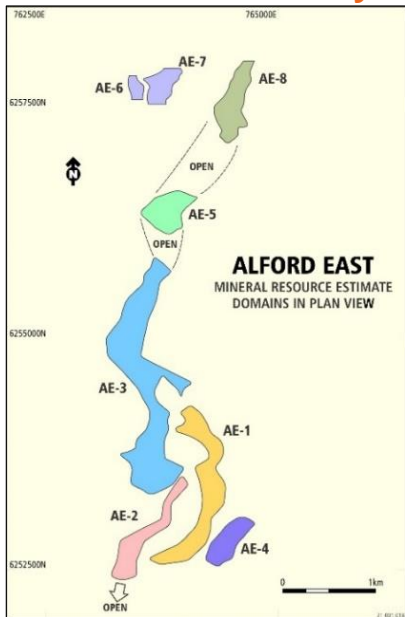 762500E
765000E
AE-7
AE-8
AE-6
6257500N
N
OPEN
AE-5
OPEN
ALFORD EAST
MINERAL RESOURCE ESTIMATE
DOMAINS IN PLAN VIEW
6255000N
AE-3
AE-1
AE-2
AE-4
6252500N
0
1km
OPEN